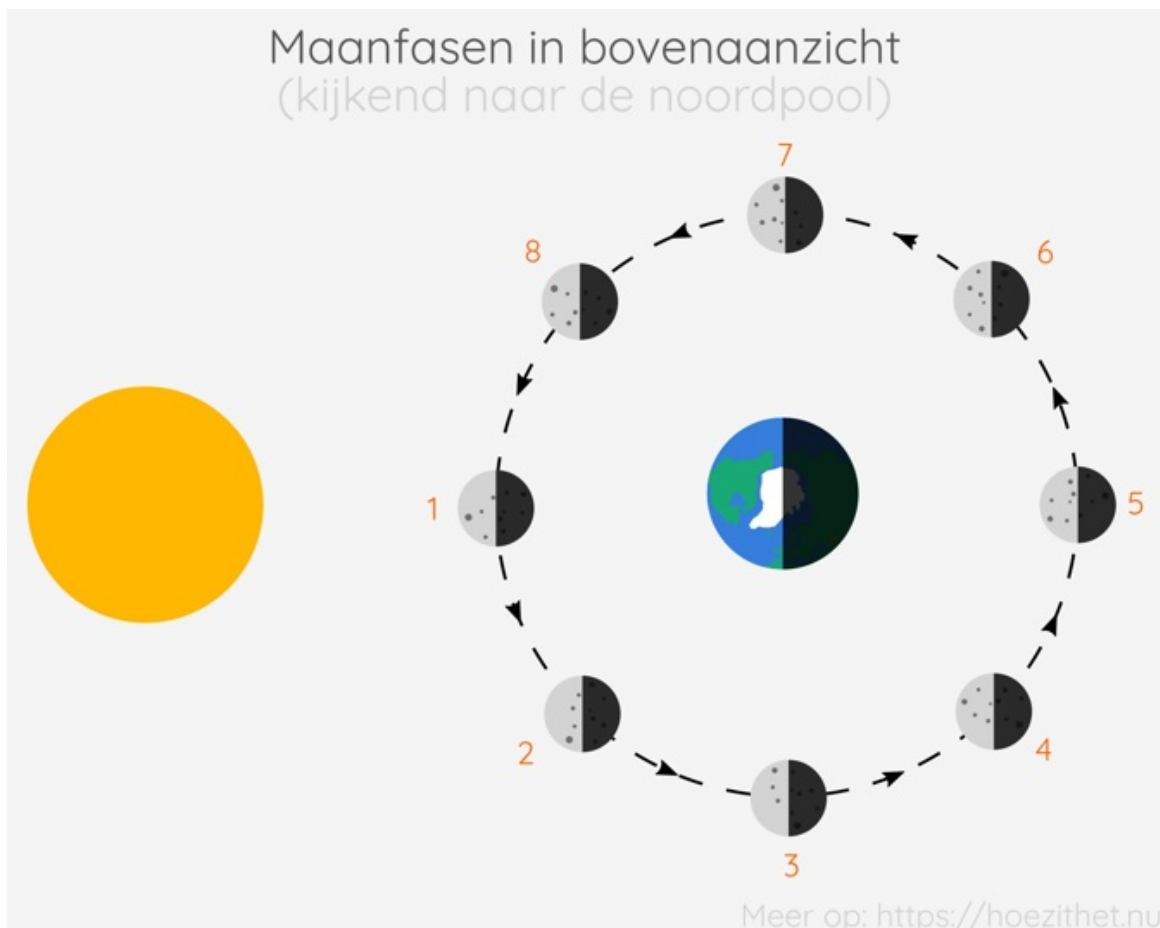 Maanfasen in bovenaanzicht
(kijkend naar de noordpool)
7
8
6
1
5
2
4
3
Meer op: https://hoezithet.nu